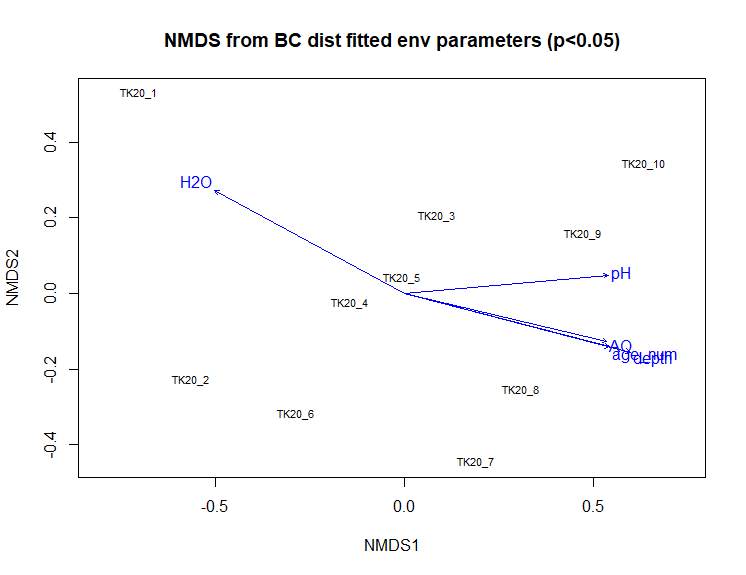 NMDS from BC dist fitted env parameters (p<0.05)
TK20_1
TK20_10
H2O
TK20_3
TK20_9
pH
TK20_5
TK20_4
AO
age_num
depth
TK20_2
TK20_8
TK20_6
TK20_7
0.4
0.2
0.0
-0.2
-0.4
NMDS2
-0.5
0.0
0.5
NMDS1